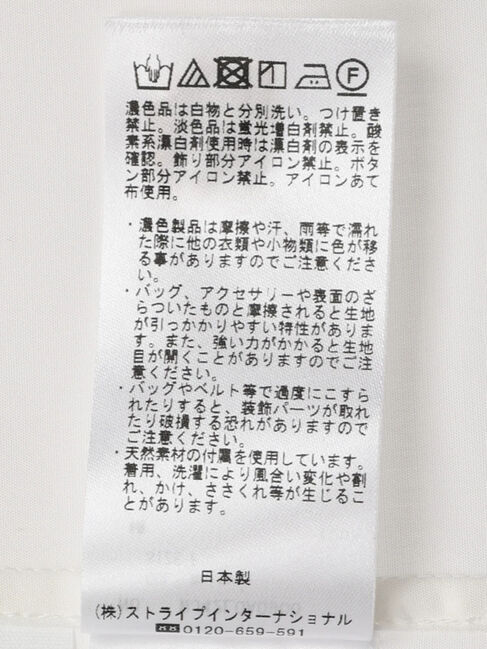 F
濃色品は白物と分別洗い。つけ置き
禁止。淡色品は蛍光増白剤禁止。酸
素系漂白剤使用時は漂白剤の表示を
確認。飾り部分アイロン禁止。ボタ
ン部分アイロン禁止。アイロンあて
布使用。
・濃色製品は摩擦や汗、雨等で濡れ
た際に他の衣類や小物類に色が移
る事がありますのでご注意くださ
い。
・バッグ、アクセサリーや表面のざ
らついたものと摩擦されると生地
が引っかかりやすい特性がありま
す。また、強い力がかかると生地
目が開くことがありますのでご注
意ください。
・バッグやベルト等で過度にこすら
れたりすると、装飾パーツが取れ
たり破損する恐れがありますので
ご注意ください。
・天然素材の付属を使用しています。
着用、洗濯により風合い変化や割
れ、かけ、ささくれ等が生じるこ
とがあります。
日本製
(株)ストライプインターナショナル
0120-659-591